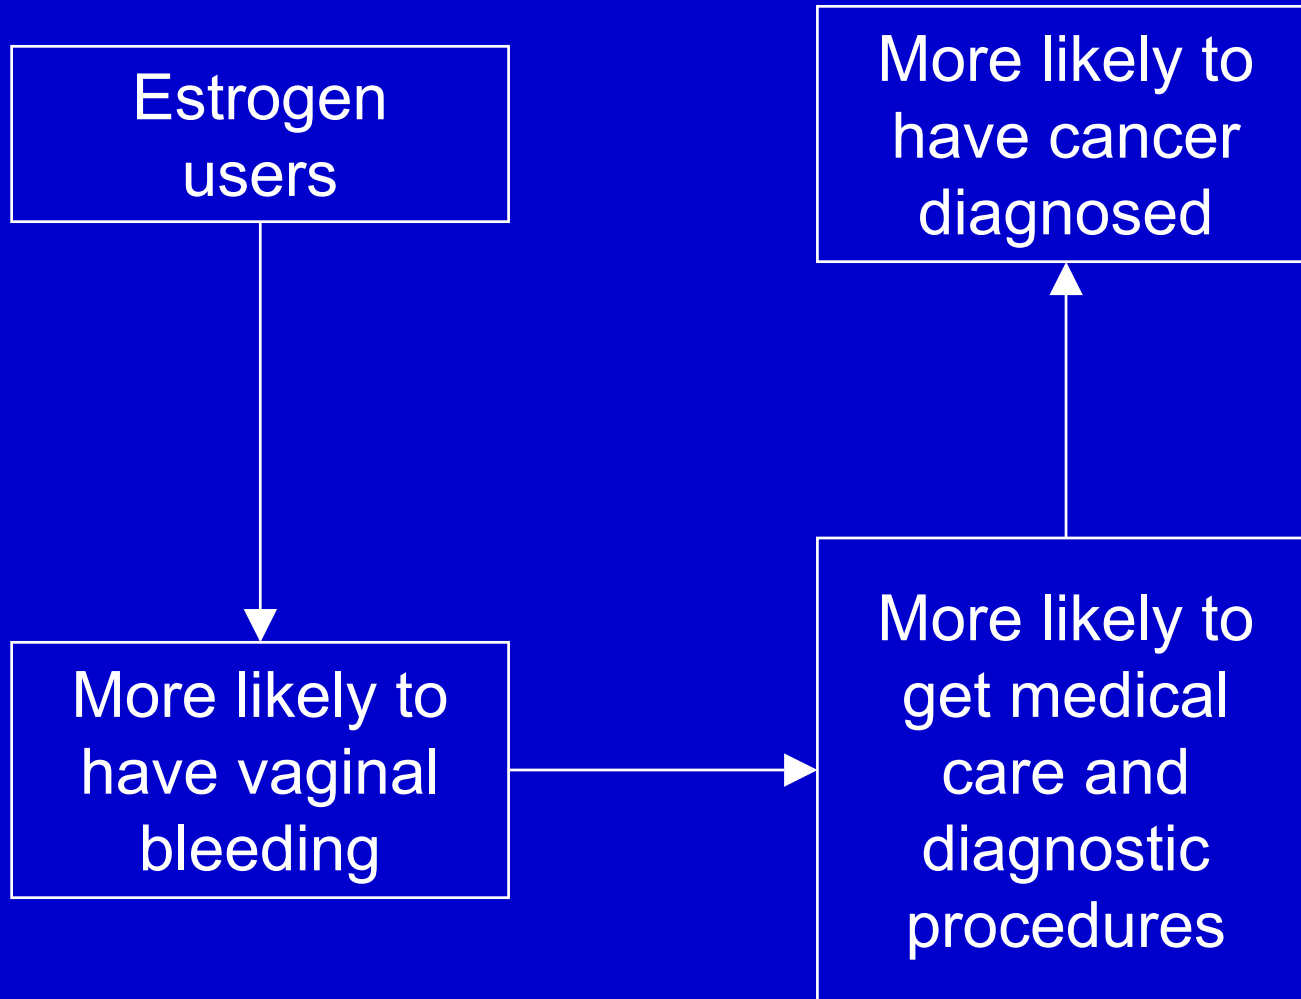 Estrogen
users
More likely to
have vaginal
bleeding
More likely to
get medical
care and
diagnostic
procedures
More likely to
have cancer
diagnosed